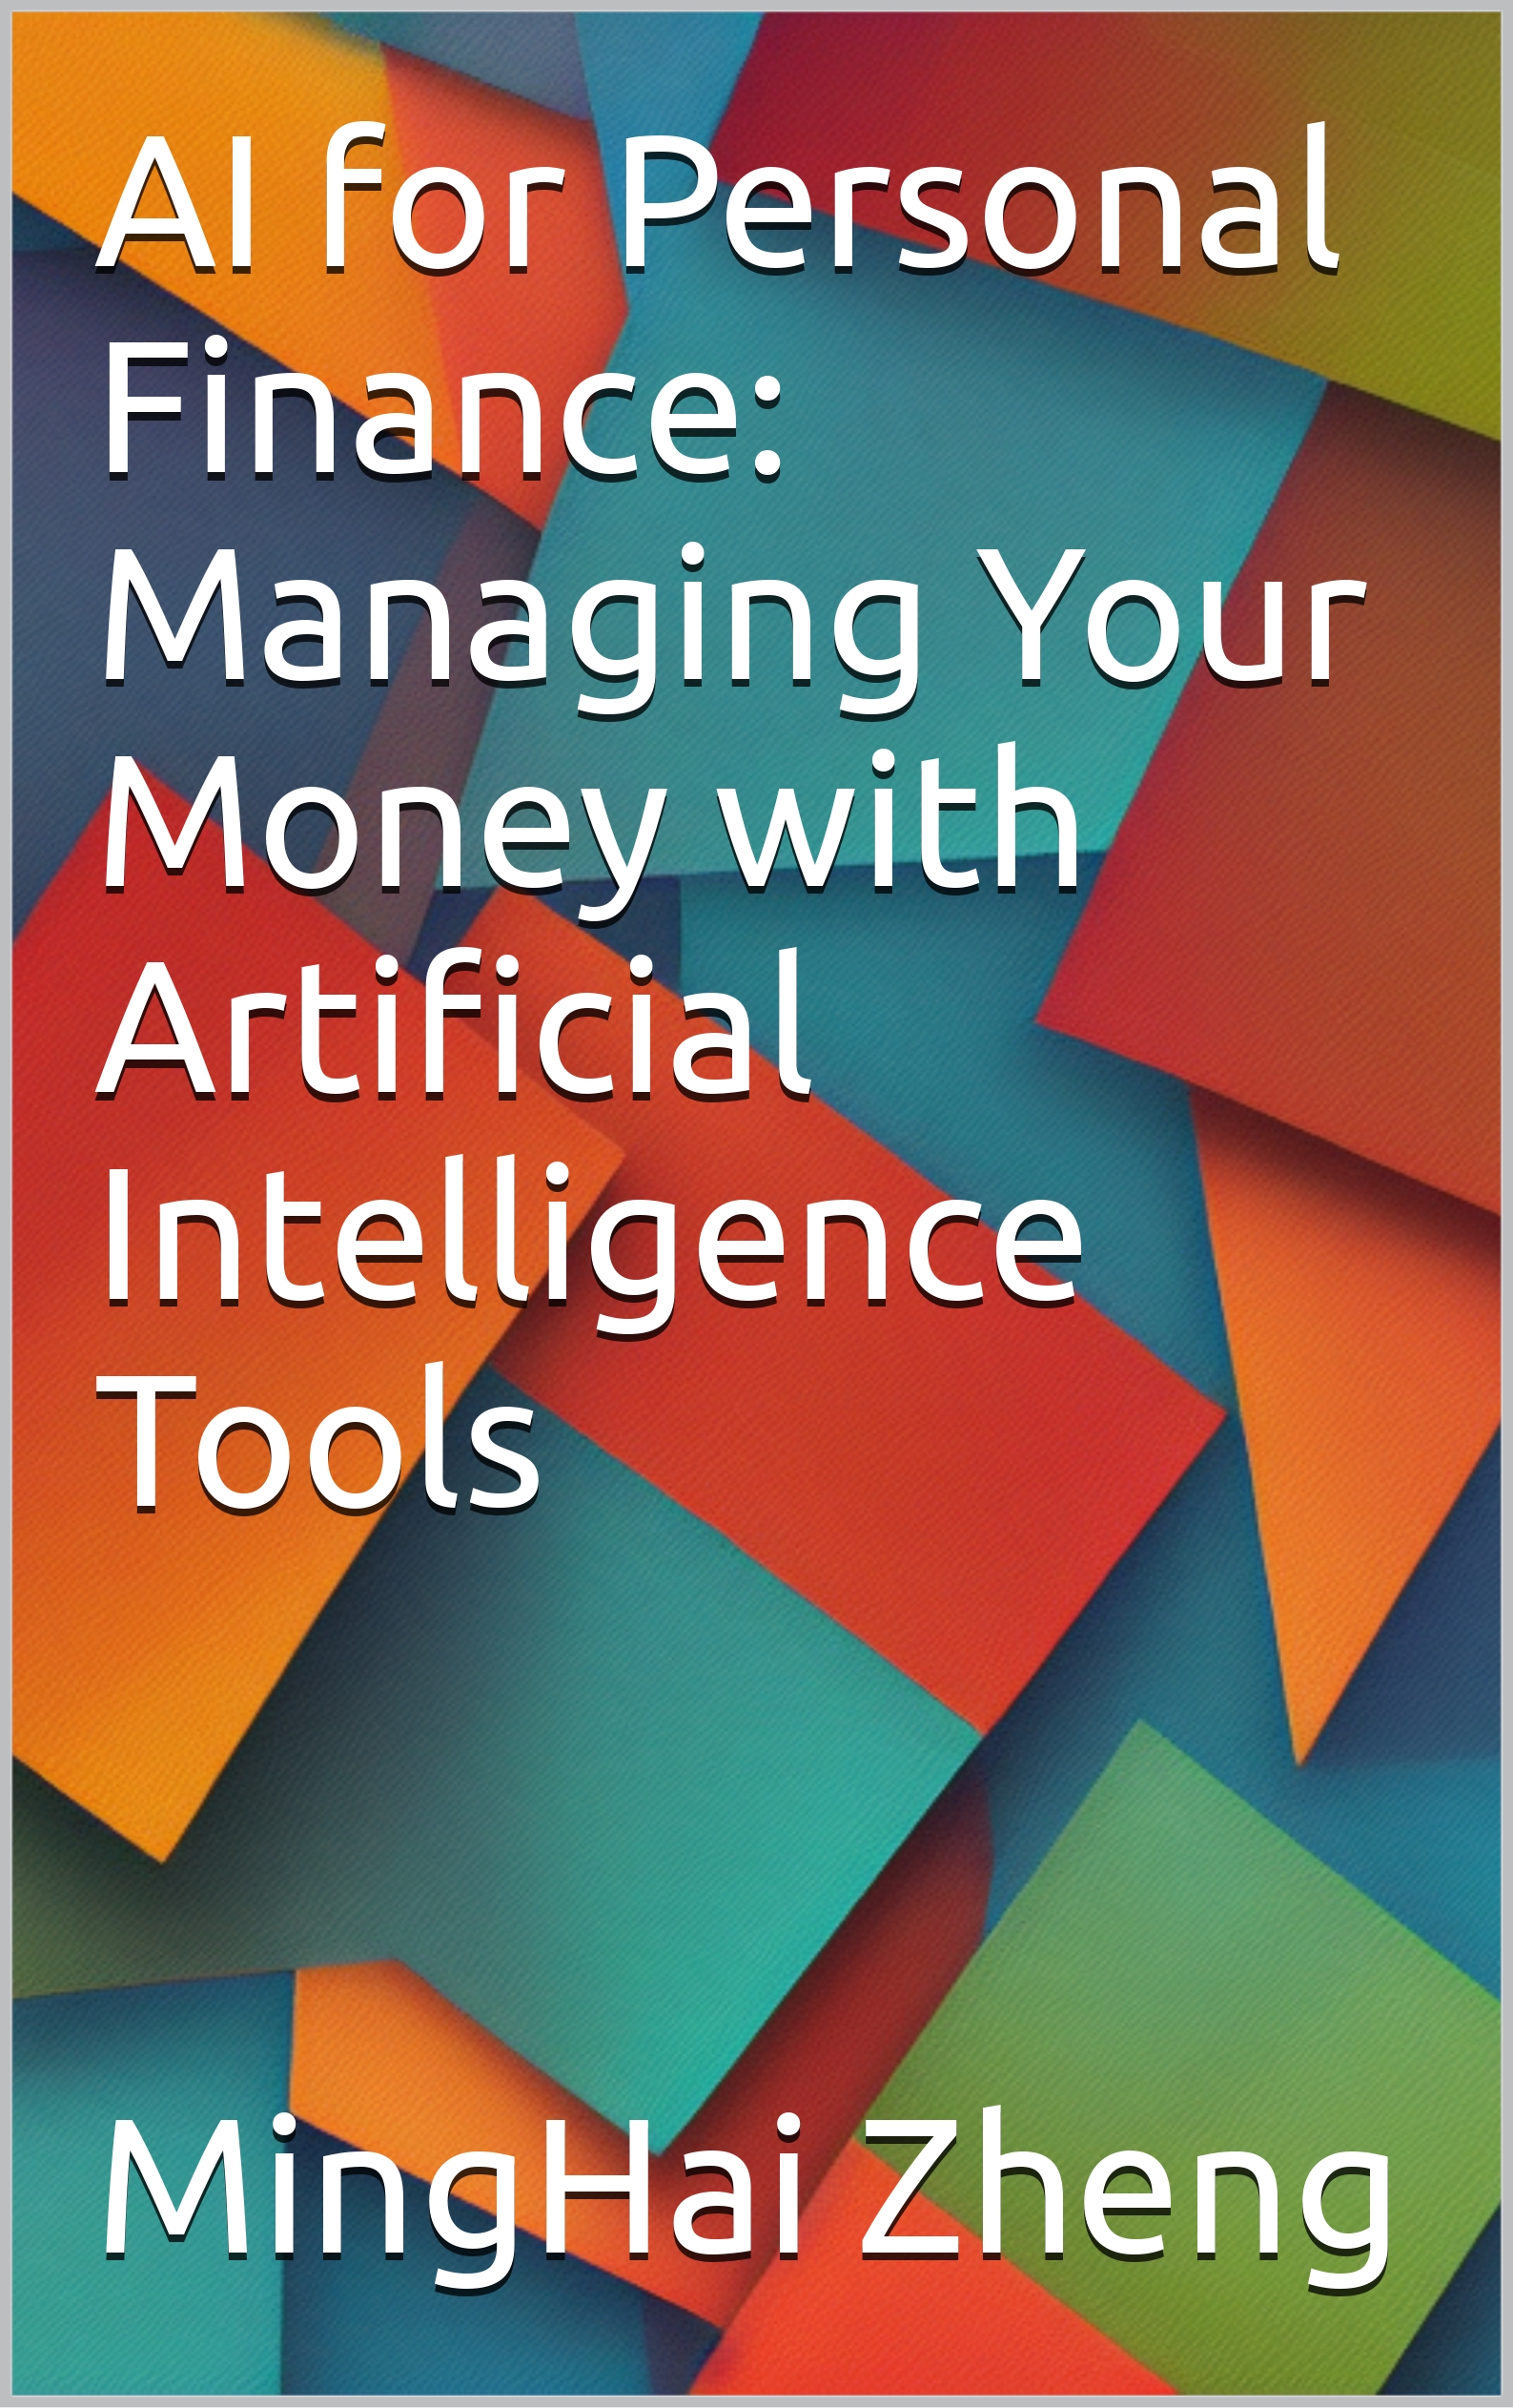 AI for Personal
Finance:
Managing Your
Money with
Artificial
Intelligence
Tools
MingHai Zheng